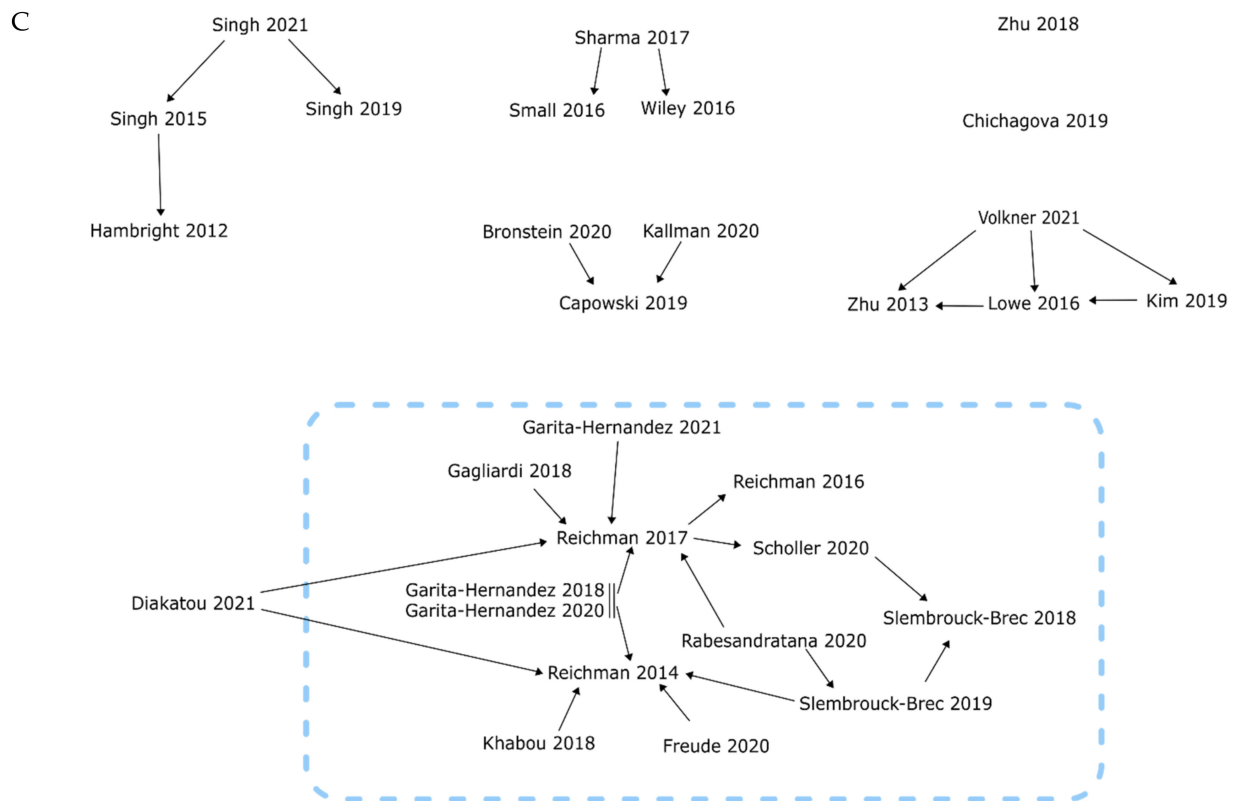 C
Singh 2021
Sharma 2017
Zhu 2018
Singh 2015
Singh 2019
Small 2016
Wiley 2016
Chichagova 2019
Hambright 2012
Bronstein 2020
Kallman 2020
Volkner 2021
Capowski 2019
Zhu 2013
Lowe 2016
Kim 2019
Garita-Hernandez 2021
Gagliardi 2018
Reichman 2016
Reichman 2017
Scholler 2020
Diakatou 2021
Garita-Hernandez 2018
Garita-Hernandez 2020
Slembrouck-Brec 2018
Rabesandratana 2020
Reichman 2014
Slembrouck-Brec 2019
Khabou 2018
Freude 2020